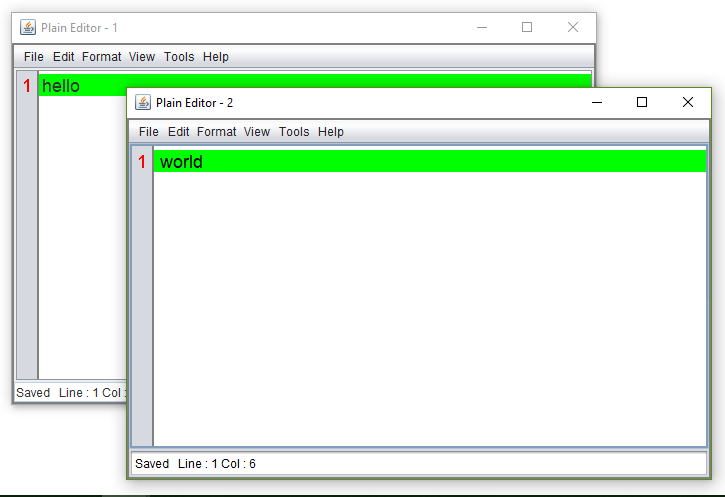 Plain Editor - 1
File Edit Format View Tools Help
1 hello
Saved Line : 1 Col :
Plain Editor - 2
File Edit Format View Tools Help
1 world
Saved Line : 1 Col : 6